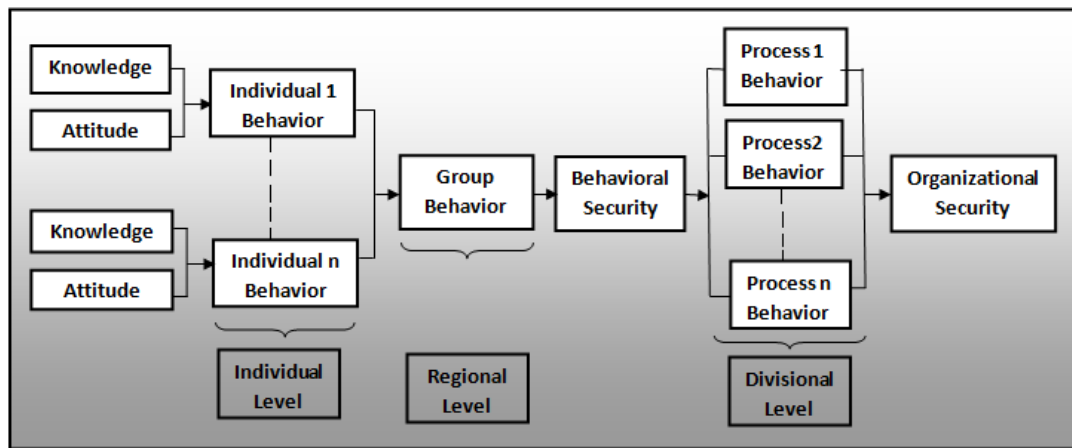 Knowledge
Attitude
Individual 1
Behavior
Knowledge
Attitude
Individual n
Behavior
Group
Behavior
Behavioral
Security
Process 1
Behavior
Process2
Behavior
Process n
Behavior
Organizational
Security
Individual
Level
Regional
Level
Divisional
Level